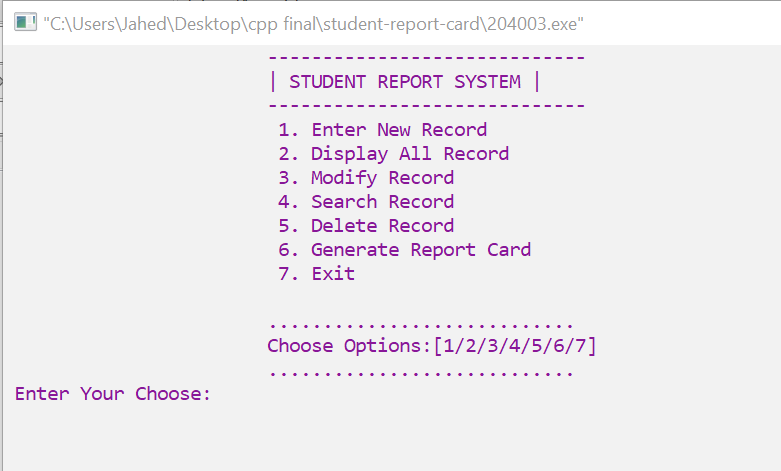 "C:\Users\Jahed\Desktop\cpp final\student-report-card\204003.exe"
-----------------------------
| STUDENT REPORT SYSTEM |
-----------------------------
1. Enter New Record
2. Display All Record
3. Modify Record
4. Search Record
5. Delete Record
6. Generate Report Card
7. Exit
............................
Choose Options:[1/2/3/4/5/6/7]
............................
Enter Your Choose: